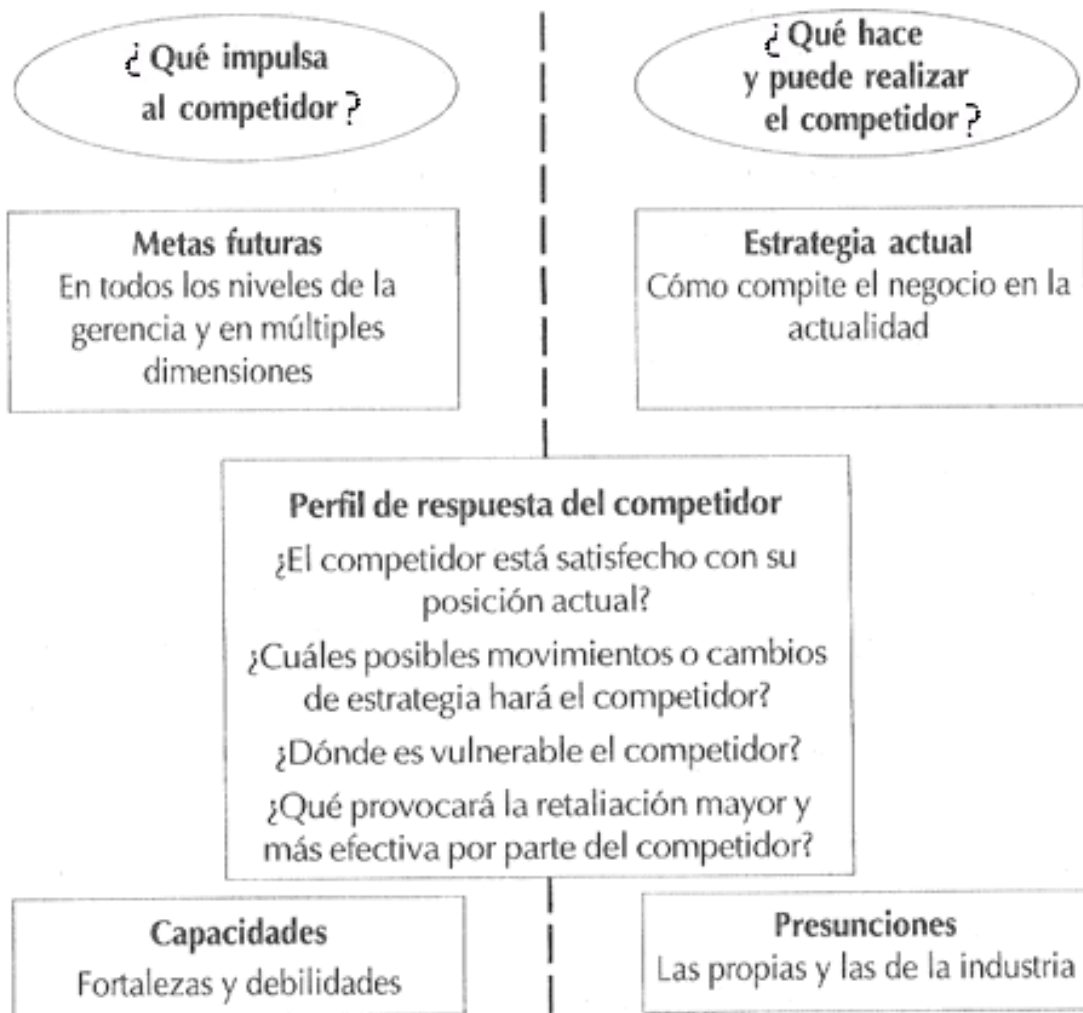 ¿Qué impulsa
al competidor?
¿Qué hace
y puede realizar
el competidor?
Metas futuras
En todos los niveles de la
gerencia y en múltiples
dimensiones
Estrategia actual
Cómo compite el negocio en la
actualidad
Perfil de respuesta del competidor
¿El competidor está satisfecho con su
posición actual?
¿Cuáles posibles movimientos o cambios
de estrategia hará el competidor?
¿Dónde es vulnerable el competidor?
¿Qué provocará la retaliación mayor y
más efectiva por parte del competidor?
Capacidades
Fortalezas y debilidades
Presunciones
Las propias y las de la industria